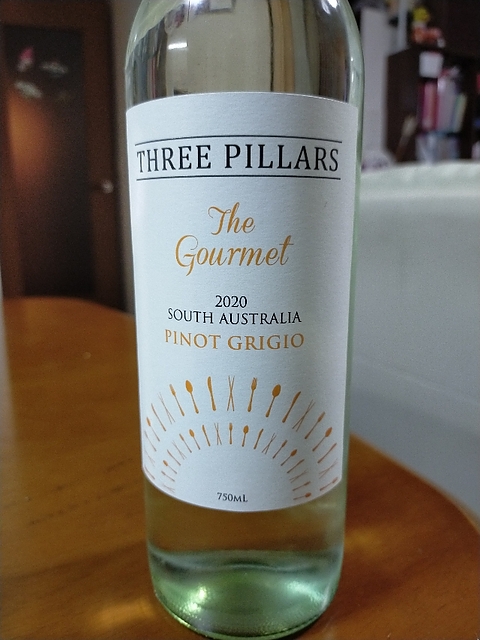 THREE PILLARS
The
Gourmet
2020
SOUTH AUSTRALIA
PINOT GRIGIO
750ML